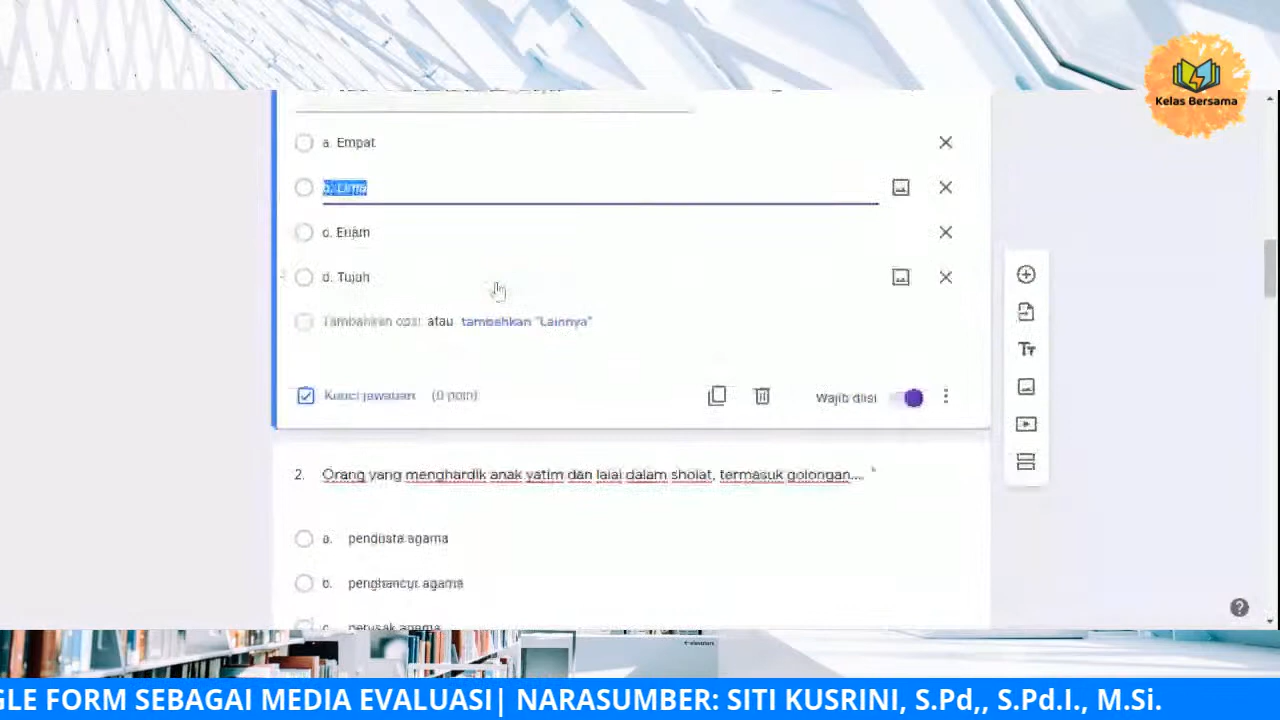 Kelas Bersama
a. Empat
b. Lima
c. Enam
d. Tujuh
Tambahkan opsi atau tambahkan "Lainnya"
Kunci jawaban (0 poin)
Wajib diisi
2. Orang yang menghardik anak yatim dan lalai dalam sholat, termasuk golongan.... *
a. pendusta agama
b. penghancur agama
c. perusak agama
GLE FORM SEBAGAI MEDIA EVALUASI| NARASUMBER: SITI KUSRINI, S.Pd,, S.Pd.I., M.Si.